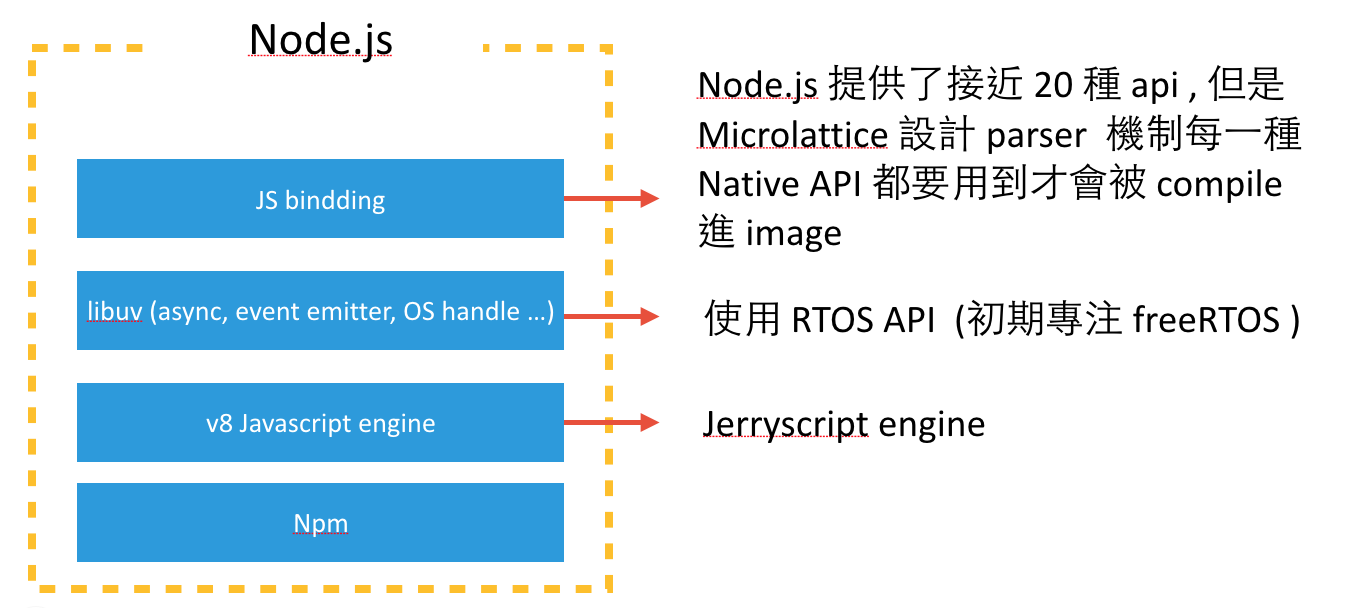 Node.js
Node.js 提供了接近 20 種 api , 但是
Microlattice 設計 parser 機制每一種
Native API 都要用到才會被 compile
進 image
JS bindding
libuv (async, event emitter, OS handle ...)
使用 RTOS API (初期專注 freeRTOS )
v8 Javascript engine
Jerryscript engine
Npm